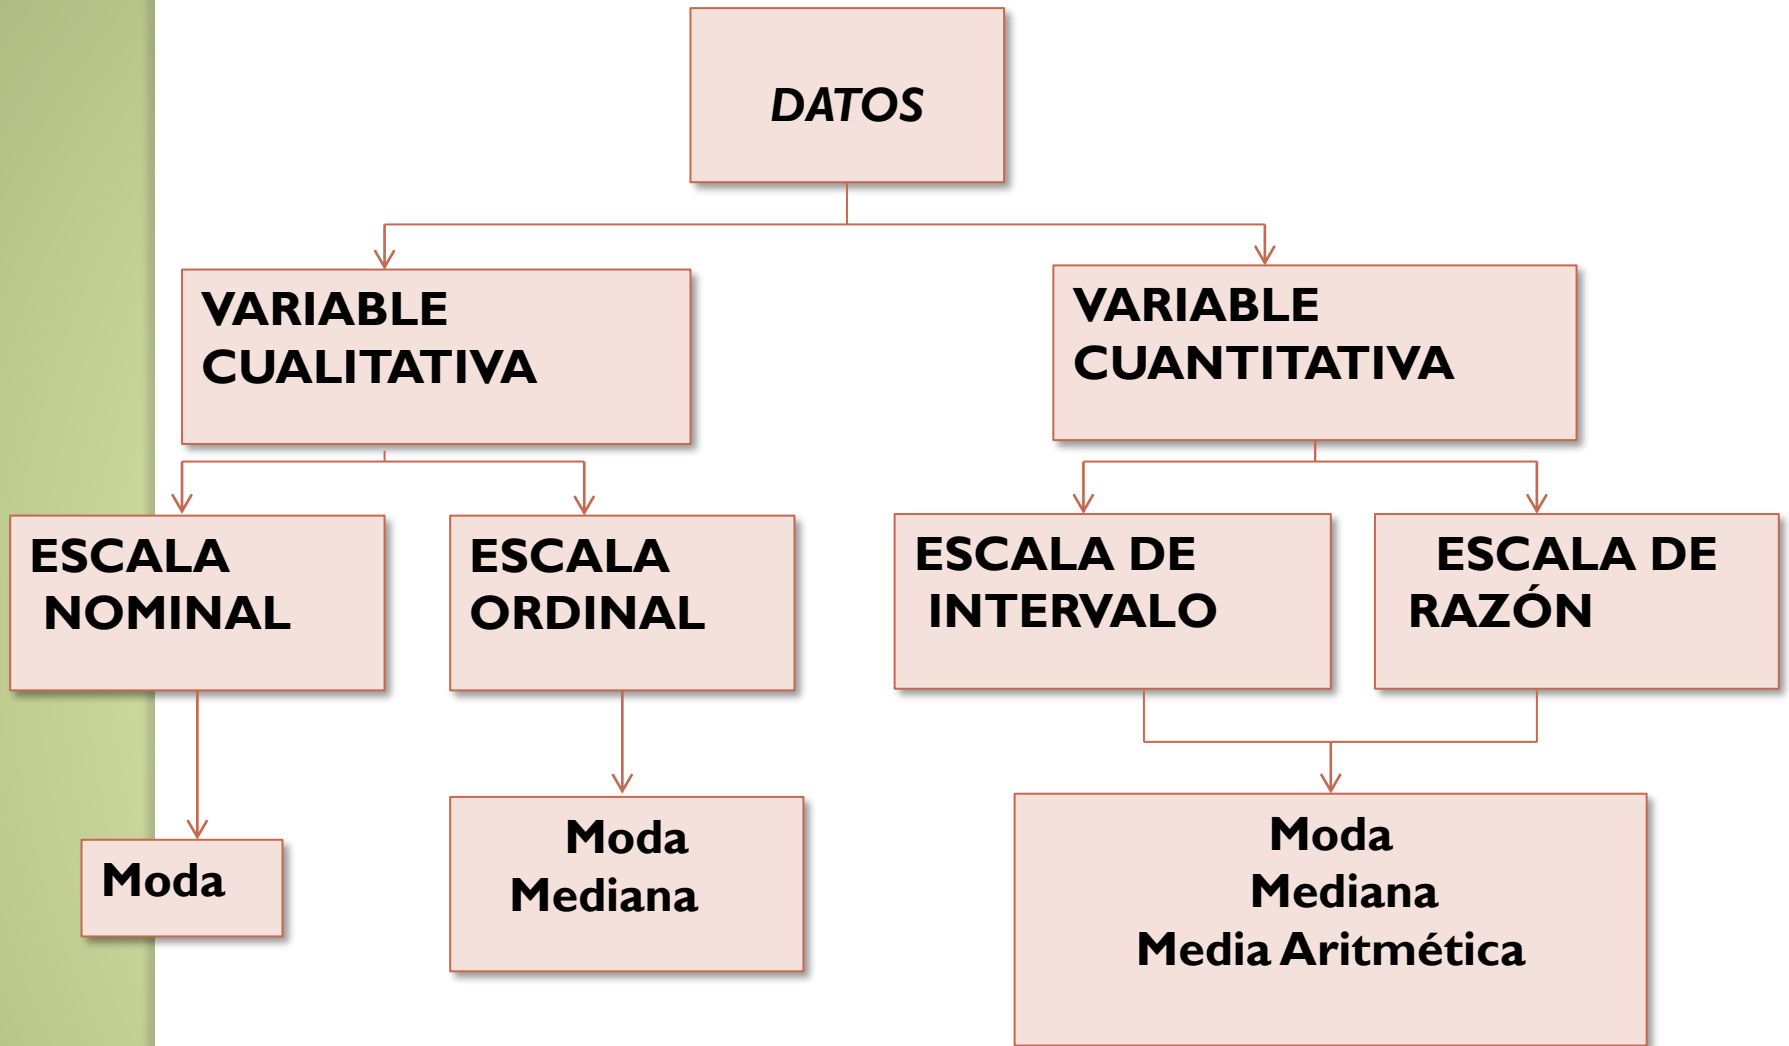 DATOS
VARIABLE
CUALITATIVA
VARIABLE
CUANTITATIVA
ESCALA
NOMINAL
ESCALA
ORDINAL
ESCALA DE
INTERVALO
ESCALA DE
RAZÓN
Moda
Moda
Mediana
Moda
Mediana
Media Aritmética